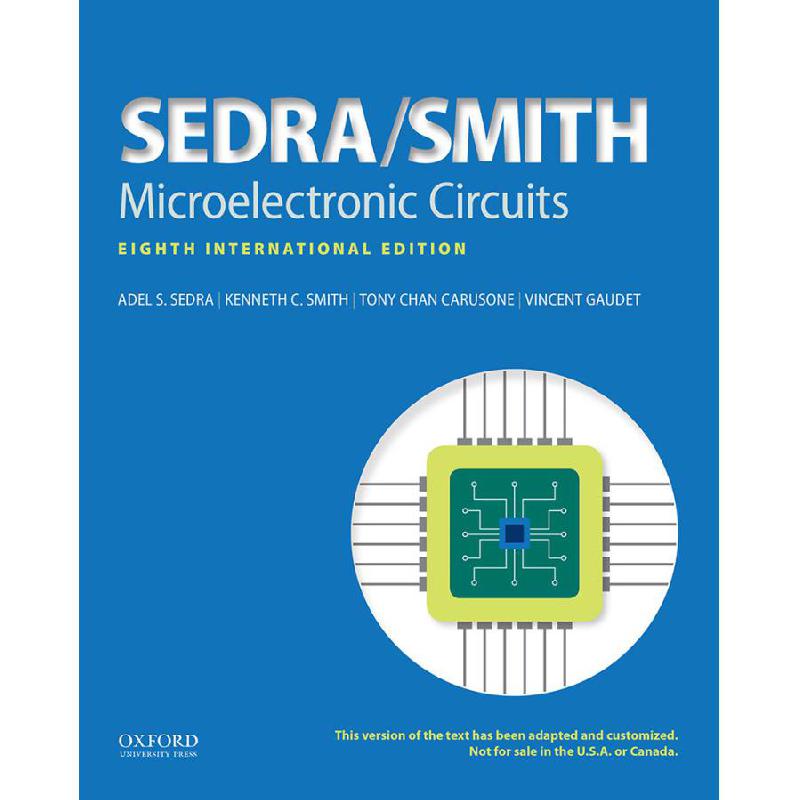 SEDRA/SMITH
Microelectronic Circuits
EIGHTH INTERNATIONAL EDITION
ADEL S. SEDRA | KENNETH C. SMITH | TONY CHAN CARUSONE | VINCENT GAUDET
This version of the text has been adapted and customized.
Not for sale in the U.S.A. or Canada.
OXFORD
UNIVERSITY PRESS